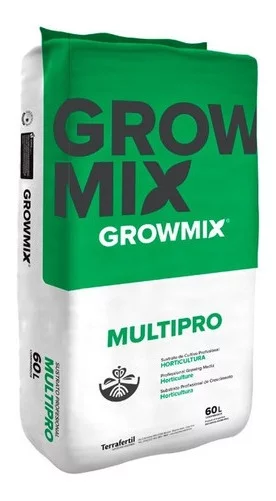 GROW
MIX
GROWMIX®
MULTIPRO
Sustrato de Cultivo Profesional
HORTICULTURA
Professional Growing Media
Horticulture
Substrato Profissional de Crescimento
Horticultura
60L
Terrafertil
GROWMIX®
SUSTRATO PROFESIONAL
MULTIPRO
60L